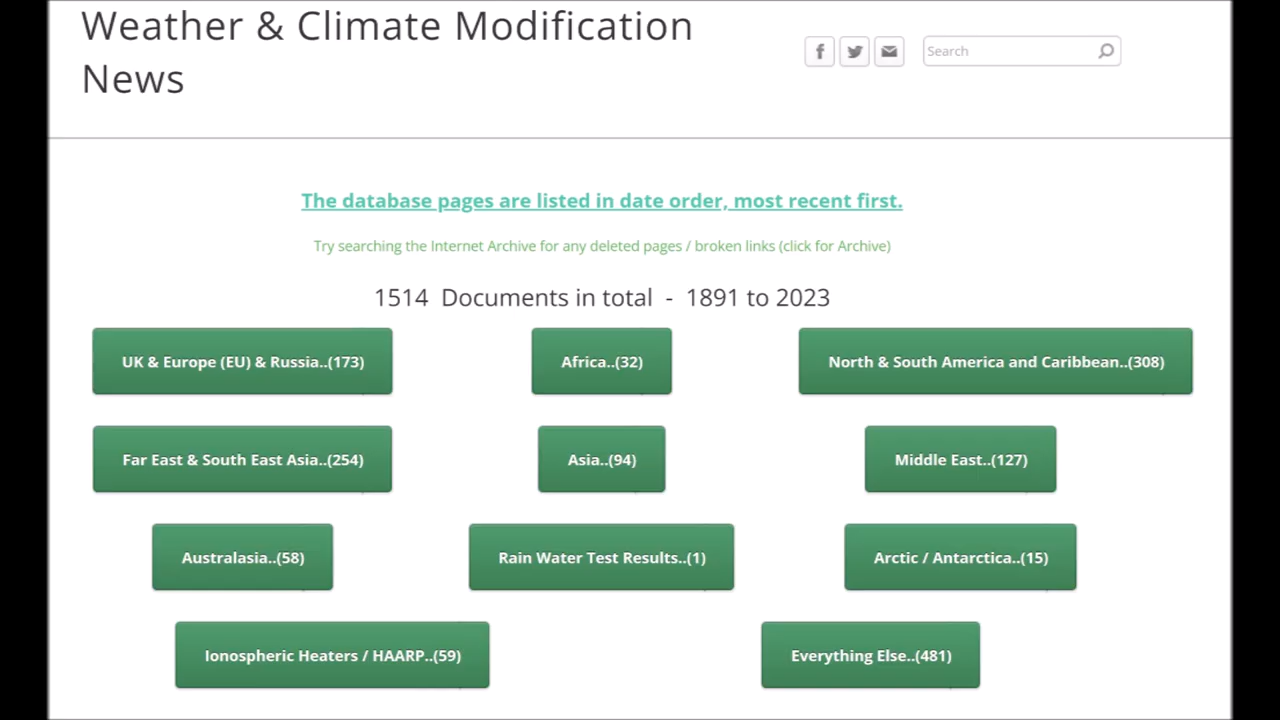 Weather & Climate Modification
News
Search
The database pages are listed in date order, most recent first.
Try searching the Internet Archive for any deleted pages / broken links (click for Archive)
1514 Documents in total - 1891 to 2023
UK & Europe (EU) & Russia..(173)
Africa..(32)
North & South America and Caribbean..(308)
Far East & South East Asia..(254)
Asia..(94)
Middle East..(127)
Australasia..(58)
Rain Water Test Results..(1)
Arctic / Antarctica..(15)
Ionospheric Heaters / HAARP..(59)
Everything Else..(481)